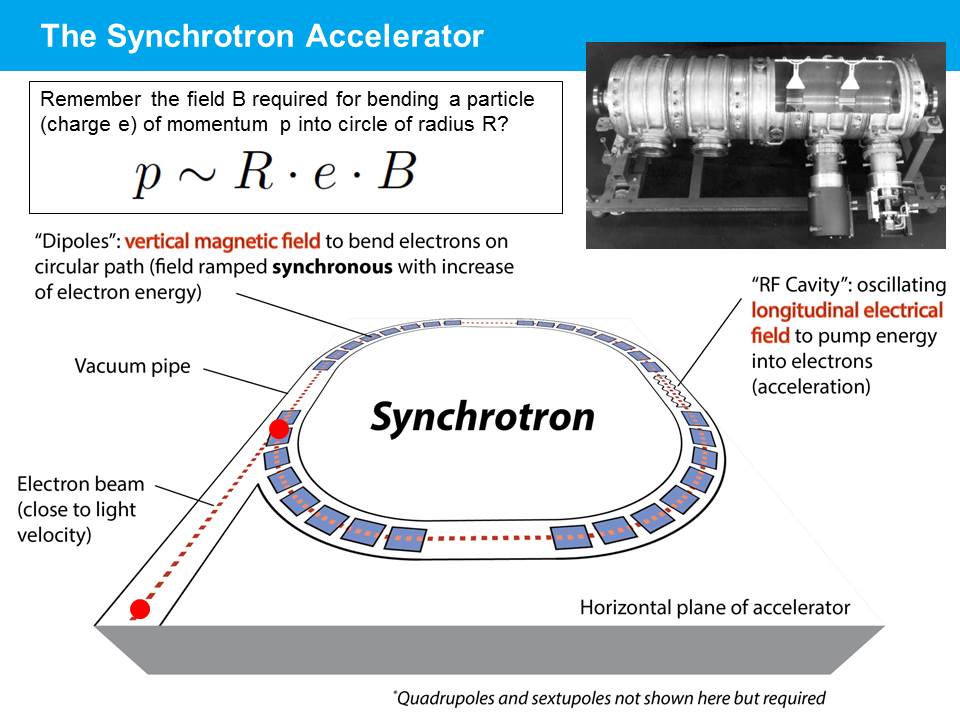 The Synchrotron Accelerator
Remember the field B required for bending a particle
(charge e) of momentum p into circle of radius R?
p ~ R · e · B
“Dipoles”: vertical magnetic field to bend electrons on
circular path (field ramped synchronous with increase
of electron energy)
“RF Cavity”: oscillating
longitudinal electrical
field to pump energy
into electrons
(acceleration)
Vacuum pipe
Synchrotron
Electron beam
(close to light
velocity)
Horizontal plane of accelerator
*Quadrupoles and sextupoles not shown here but required